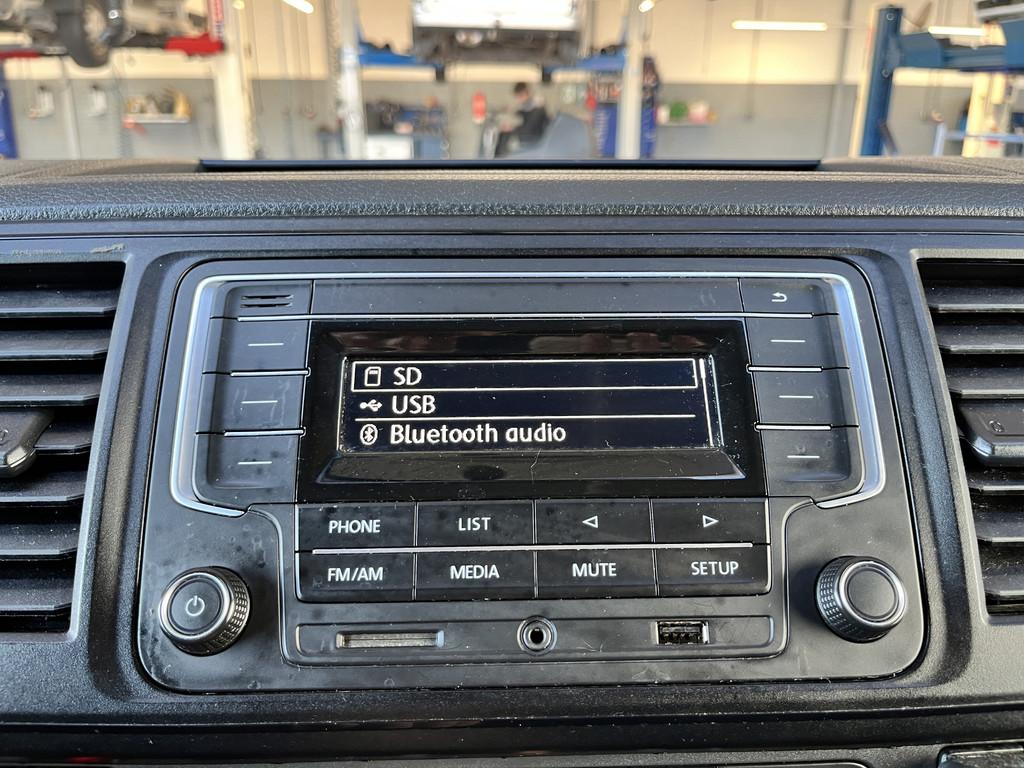 SD
USB
Bluetooth audio
PHONE LIST
FM/AM MEDIA MUTE SETUP